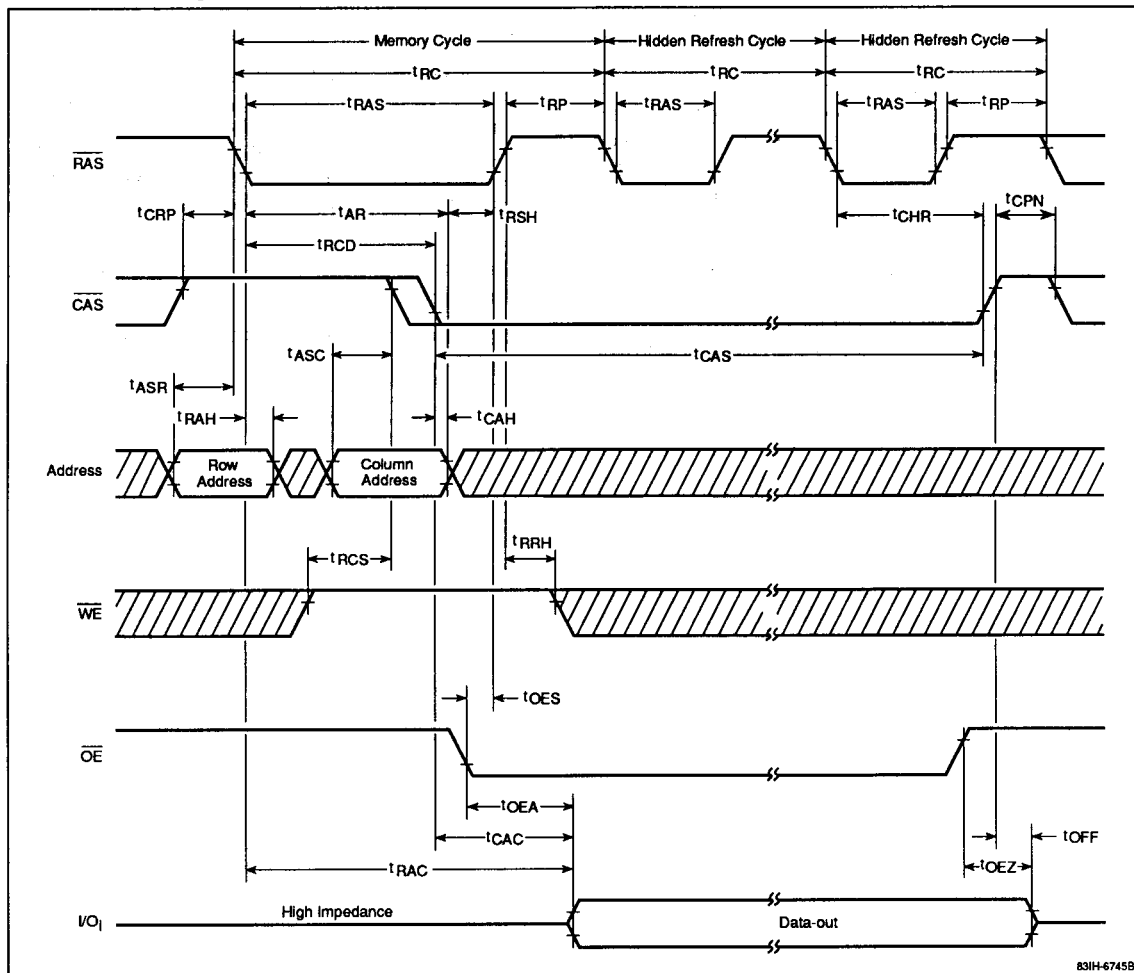 Memory Cycle Hidden Refresh Cycle Hidden Refresh Cycle
tRC tRC tRC
tRAS tRP tRAS tRAS tRP
RAS
tCRP tAR tRSH tCHR tCPN
tRCD
CAS
tASC tCAS
tASR
tRAH tCAH
Address Row Address Column Address
tRCS tRRH
WE
tOES
OE
tOEA
tCAC tOFF
tRAC tOEZ
I/Oi High Impedance Data-out
83IH-6745B